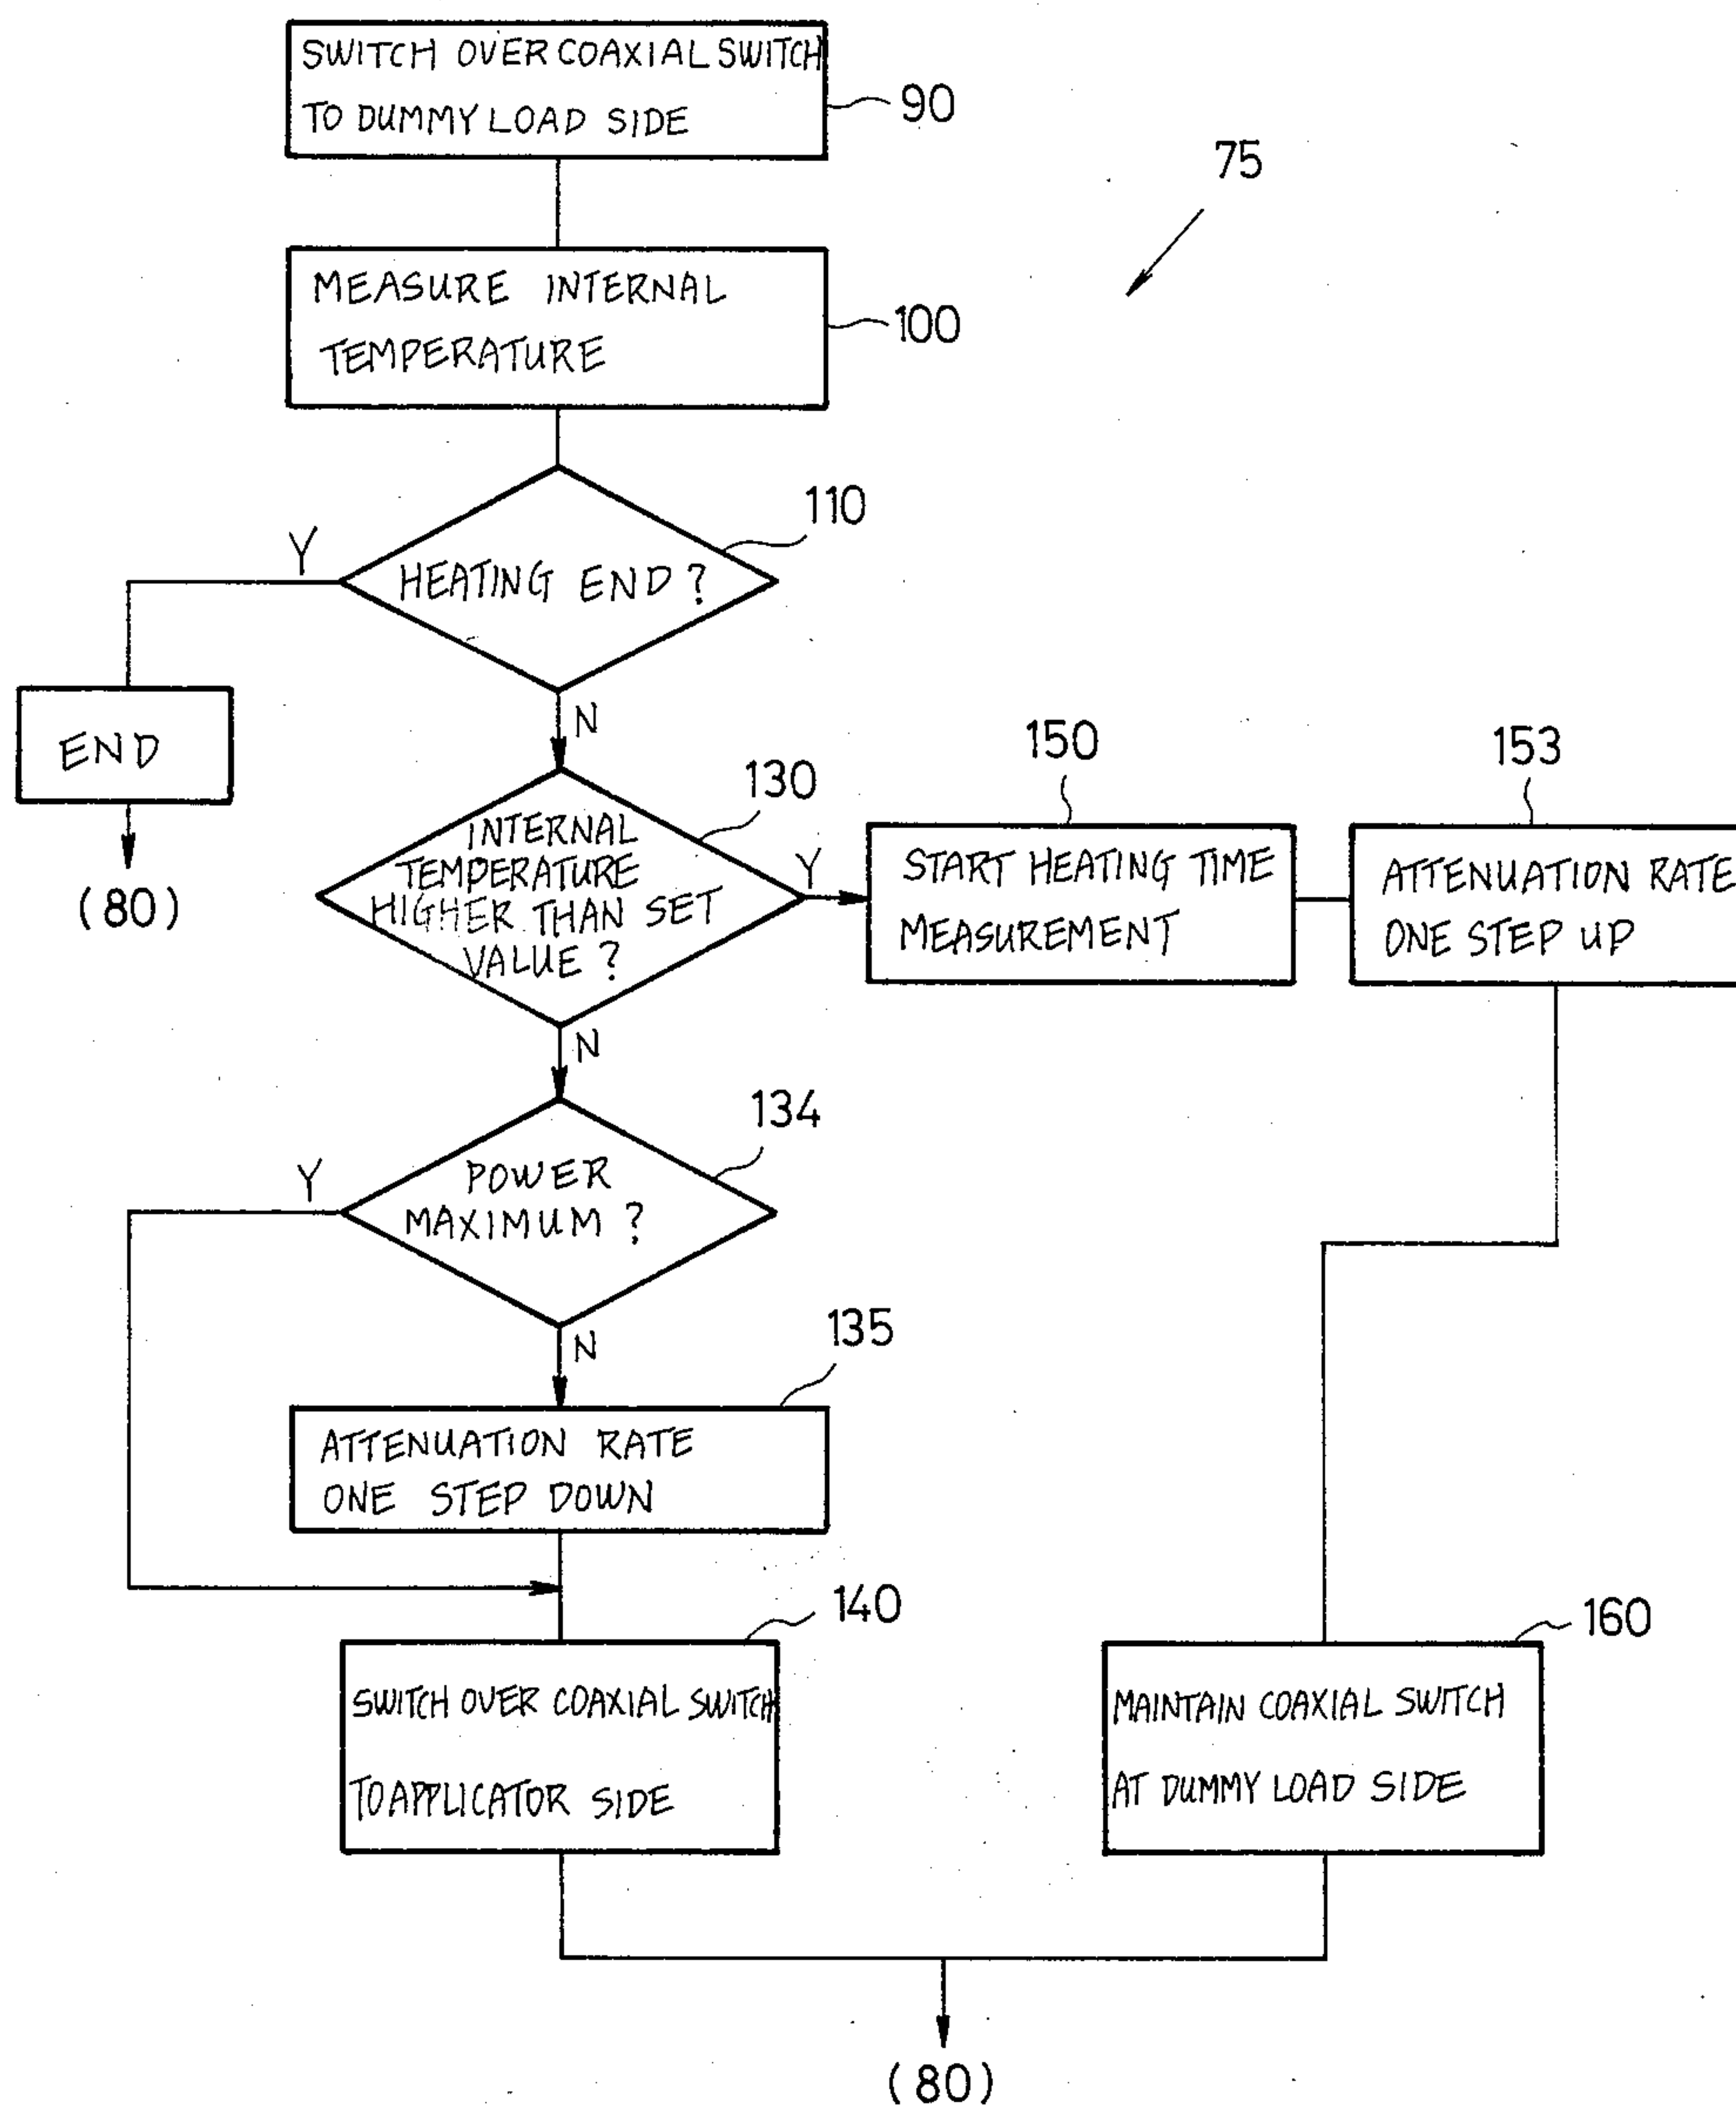 SWITCH OVER COAXIAL SWITCH
TO DUMMY LOAD SIDE
90
75
MEASURE INTERNAL
TEMPERATURE
100
110
Y
HEATING END ?
END
N
(80)
130
INTERNAL
TEMPERATURE
HIGHER THAN SET
VALUE ?
Y
150
START HEATING TIME
MEASUREMENT
153
ATTENUATION RATE
ONE STEP UP
N
134
Y
POWER
MAXIMUM ?
N
135
ATTENUATION RATE
ONE STEP DOWN
140
SWITCH OVER COAXIAL SWITCH
TO APPLICATOR SIDE
160
MAINTAIN COAXIAL SWITCH
AT DUMMY LOAD SIDE
(80)